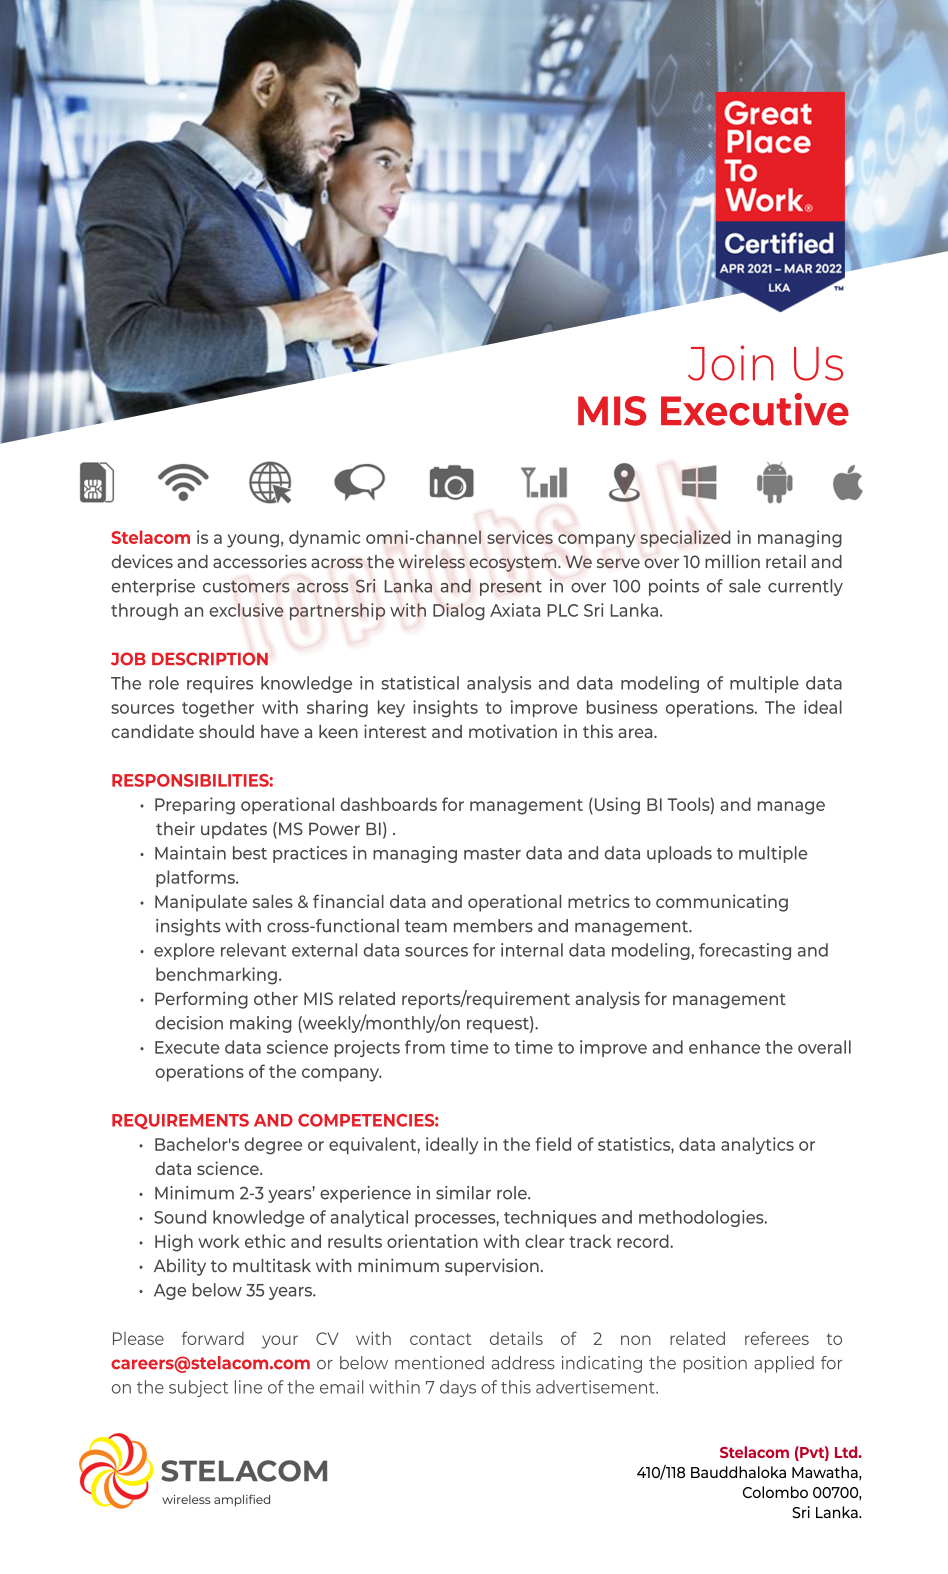 Great
Place
To
Work®
Certified
APR 2021 – MAR 2022
LKA
™
Join Us
MIS Executive
topjobs.lk
Stelacom is a young, dynamic omni-channel services company specialized in managing
devices and accessories across the wireless ecosystem. We serve over 10 million retail and
enterprise customers across Sri Lanka and present in over 100 points of sale currently
through an exclusive partnership with Dialog Axiata PLC Sri Lanka.
JOB DESCRIPTION
The role requires knowledge in statistical analysis and data modeling of multiple data
sources together with sharing key insights to improve business operations. The ideal
candidate should have a keen interest and motivation in this area.
RESPONSIBILITIES:
• Preparing operational dashboards for management (Using BI Tools) and manage
their updates (MS Power BI) .
• Maintain best practices in managing master data and data uploads to multiple
platforms.
• Manipulate sales & financial data and operational metrics to communicating
insights with cross-functional team members and management.
• explore relevant external data sources for internal data modeling, forecasting and
benchmarking.
• Performing other MIS related reports/requirement analysis for management
decision making (weekly/monthly/on request).
• Execute data science projects from time to time to improve and enhance the overall
operations of the company.
REQUIREMENTS AND COMPETENCIES:
• Bachelor's degree or equivalent, ideally in the field of statistics, data analytics or
data science.
• Minimum 2-3 years’ experience in similar role.
• Sound knowledge of analytical processes, techniques and methodologies.
• High work ethic and results orientation with clear track record.
• Ability to multitask with minimum supervision.
• Age below 35 years.
Please forward your CV with contact details of 2 non related referees to
careers@stelacom.com or below mentioned address indicating the position applied for
on the subject line of the email within 7 days of this advertisement.
STELACOM
wireless amplified
Stelacom (Pvt) Ltd.
410/118 Bauddhaloka Mawatha,
Colombo 00700,
Sri Lanka.